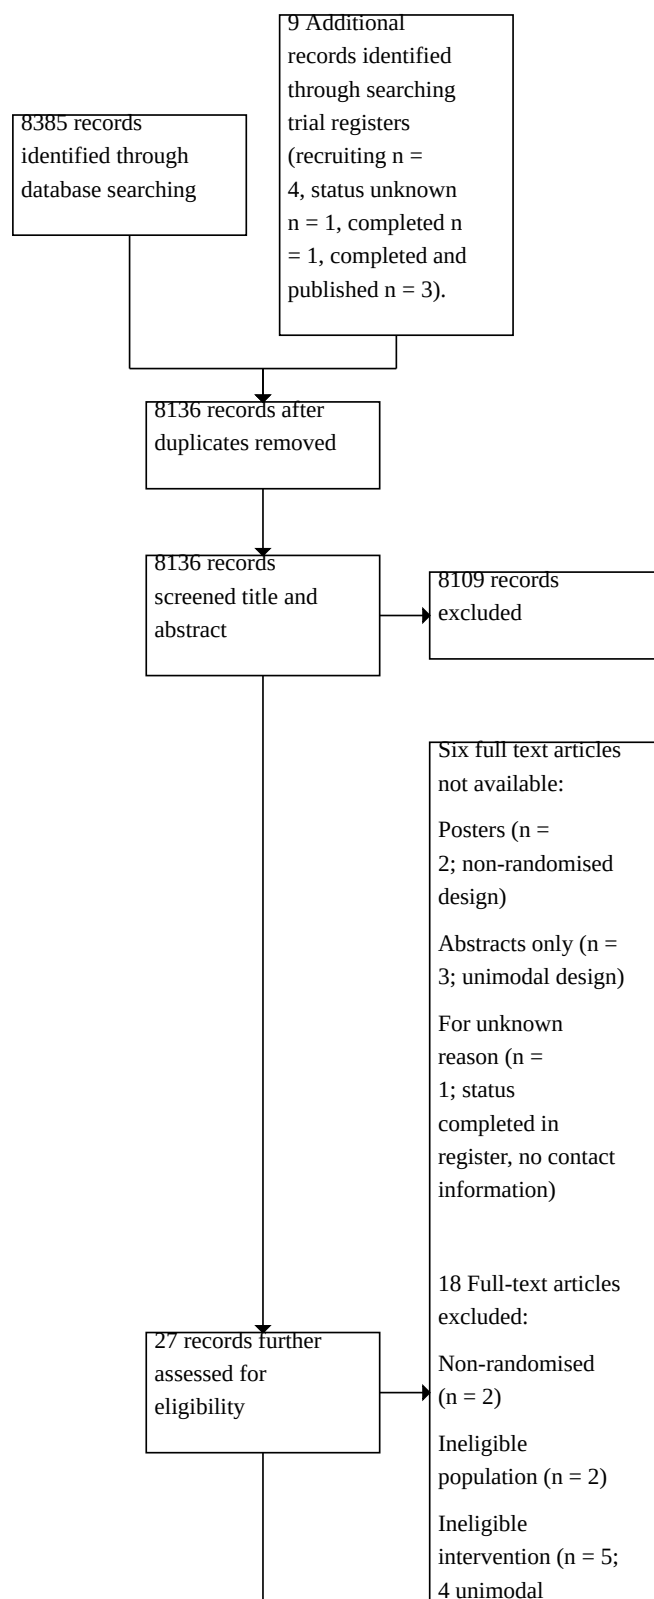 9 Additional
records identified
through searching
trial registers
(recruiting n =
4, status unknown
n = 1, completed n
= 1, completed and
published n = 3).
8385 records
identified through
database searching
8136 records after
duplicates removed
8136 records
screened title and
abstract
8109 records
excluded
Six full text articles
not available:
Posters (n =
2; non-randomised
design)
Abstracts only (n =
3; unimodal design)
For unknown
reason (n =
1; status
completed in
register, no contact
information)
27 records further
assessed for
eligibility
18 Full-text articles
excluded:
Non-randomised
(n = 2)
Ineligible
population (n = 2)
Ineligible
intervention (n = 5;
4 unimodal